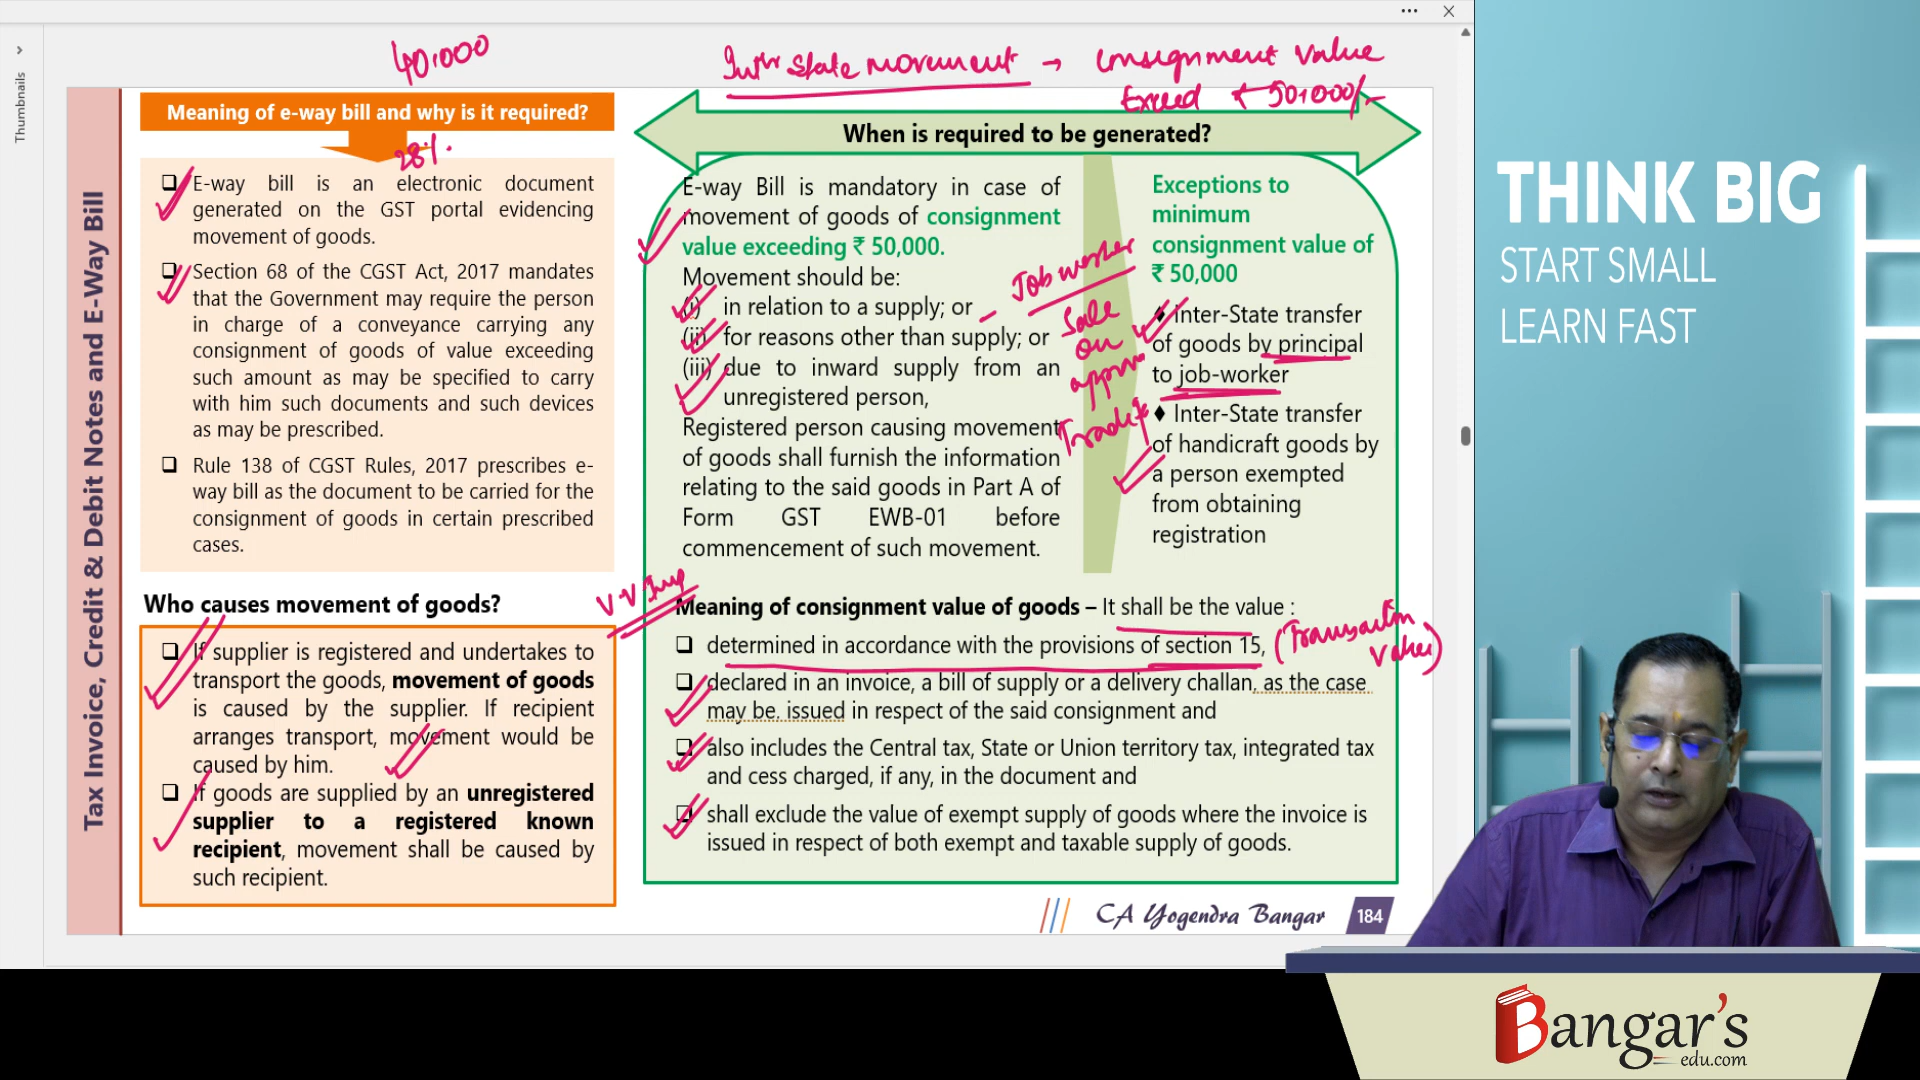 Thumbnails
40,000
Inter State movement → Consignment Value
Exceed ₹ 50,000/-
Meaning of e-way bill and why is it required?
28%.
When is required to be generated?
Tax Invoice, Credit & Debit Notes and E-Way Bill
❑ E-way bill is an electronic document
generated on the GST portal evidencing
movement of goods.
❑ Section 68 of the CGST Act, 2017 mandates
that the Government may require the person
in charge of a conveyance carrying any
consignment of goods of value exceeding
such amount as may be specified to carry
with him such documents and such devices
as may be prescribed.
❑ Rule 138 of CGST Rules, 2017 prescribes e-
way bill as the document to be carried for the
consignment of goods in certain prescribed
cases.
Who causes movement of goods?
❑ If supplier is registered and undertakes to
transport the goods, movement of goods
is caused by the supplier. If recipient
arranges transport, movement would be
caused by him.
❑ If goods are supplied by an unregistered
supplier to a registered known
recipient, movement shall be caused by
such recipient.
E-way Bill is mandatory in case of
movement of goods of consignment
value exceeding ₹ 50,000.
Movement should be:
(i) in relation to a supply; or
(ii) for reasons other than supply; or
(iii) due to inward supply from an
unregistered person,
Registered person causing movement
of goods shall furnish the information
relating to the said goods in Part A of
Form GST EWB-01 before
commencement of such movement.
Job worker
Sale
on
Exceptions to
minimum
consignment value of
₹ 50,000
♦ Inter-State transfer
of goods by principal
to job-worker
♦ Inter-State transfer
of handicraft goods by
a person exempted
from obtaining
registration
V.V. Imp
Meaning of consignment value of goods – It shall be the value :
❑ determined in accordance with the provisions of section 15,
(Transaction
Value)
❑ declared in an invoice, a bill of supply or a delivery challan, as the case
may be. issued in respect of the said consignment and
❑ also includes the Central tax, State or Union territory tax, integrated tax
and cess charged, if any, in the document and
❑ shall exclude the value of exempt supply of goods where the invoice is
issued in respect of both exempt and taxable supply of goods.
CA Yogendra Bangar 184
THINK BIG
START SMALL
LEARN FAST
Bangar's
edu.com